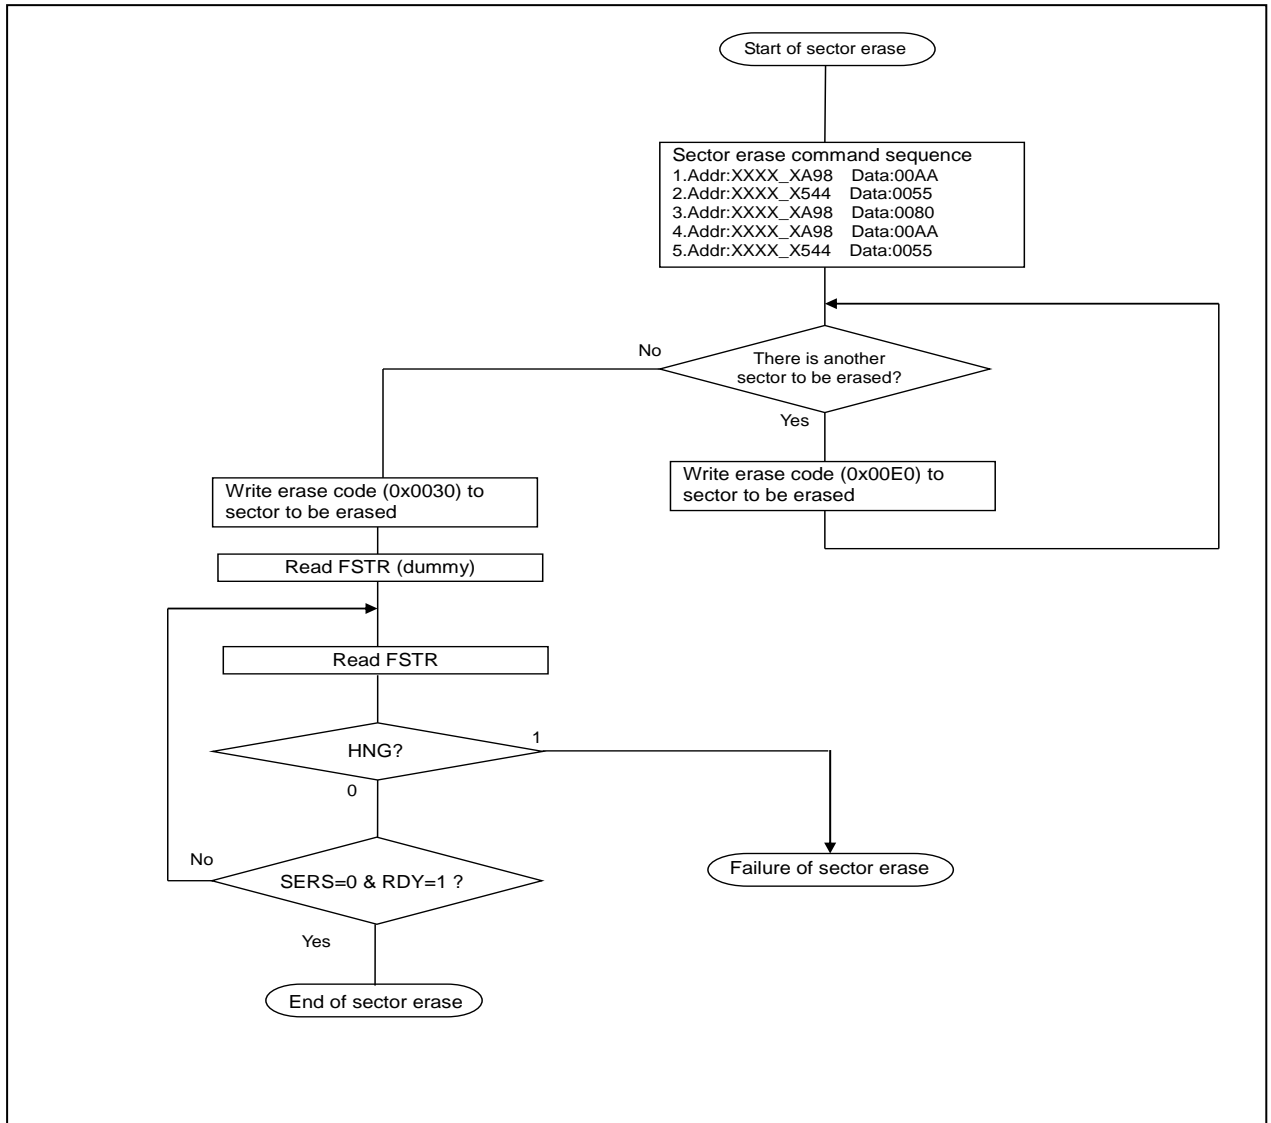 Start of sector erase
Sector erase command sequence
1.Addr:XXXX_XA98 Data:00AA
2.Addr:XXXX_X544 Data:0055
3.Addr:XXXX_XA98 Data:0080
4.Addr:XXXX_XA98 Data:00AA
5.Addr:XXXX_X544 Data:0055
No
There is another
sector to be erased?
Yes
Write erase code (0x00E0) to
sector to be erased
Write erase code (0x0030) to
sector to be erased
Read FSTR (dummy)
Read FSTR
HNG?
1
0
No
SERS=0 & RDY=1 ?
Failure of sector erase
Yes
End of sector erase